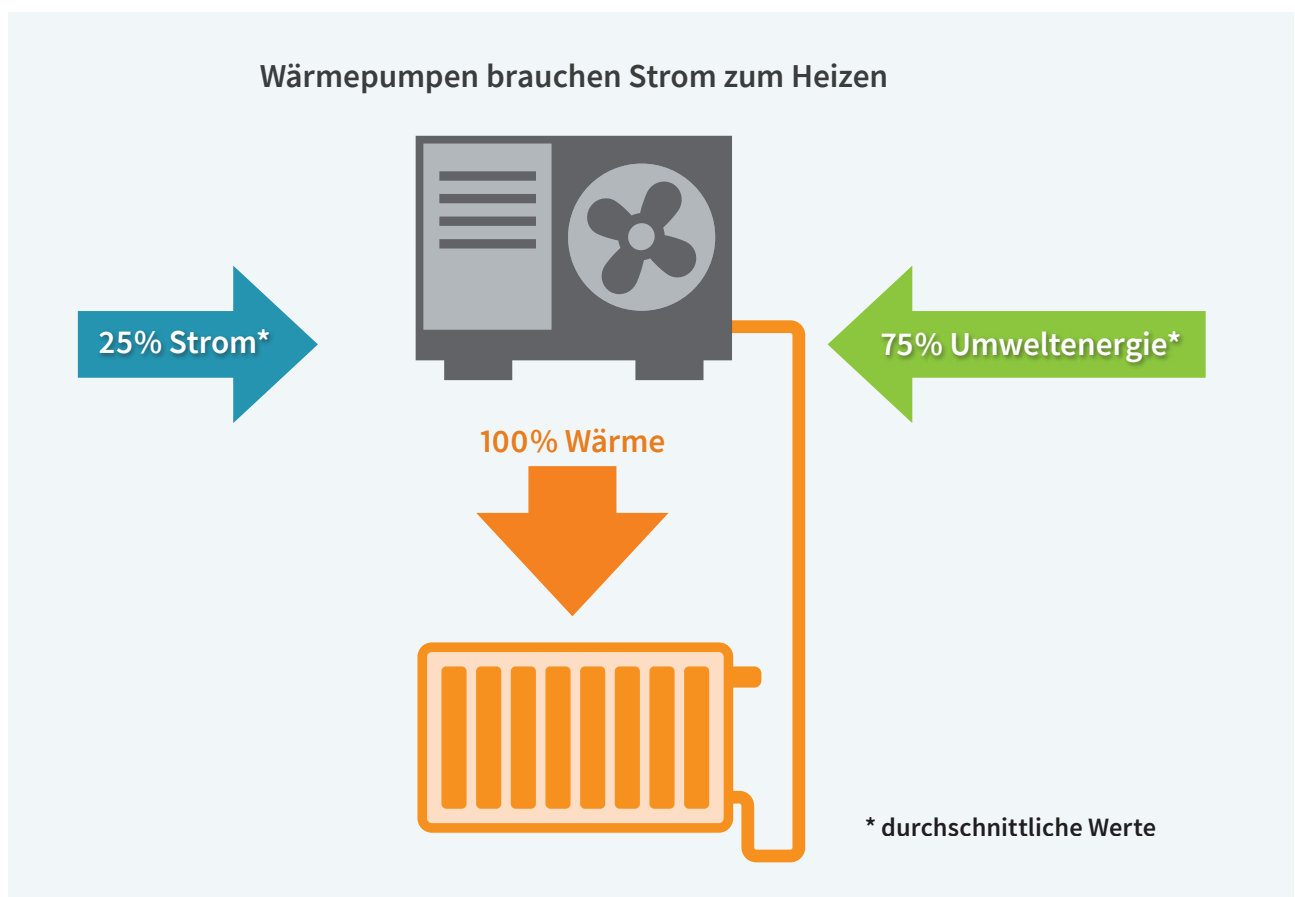 Wärmepumpen brauchen Strom zum Heizen
25% Strom*
75% Umweltenergie*
100% Wärme
* durchschnittliche Werte